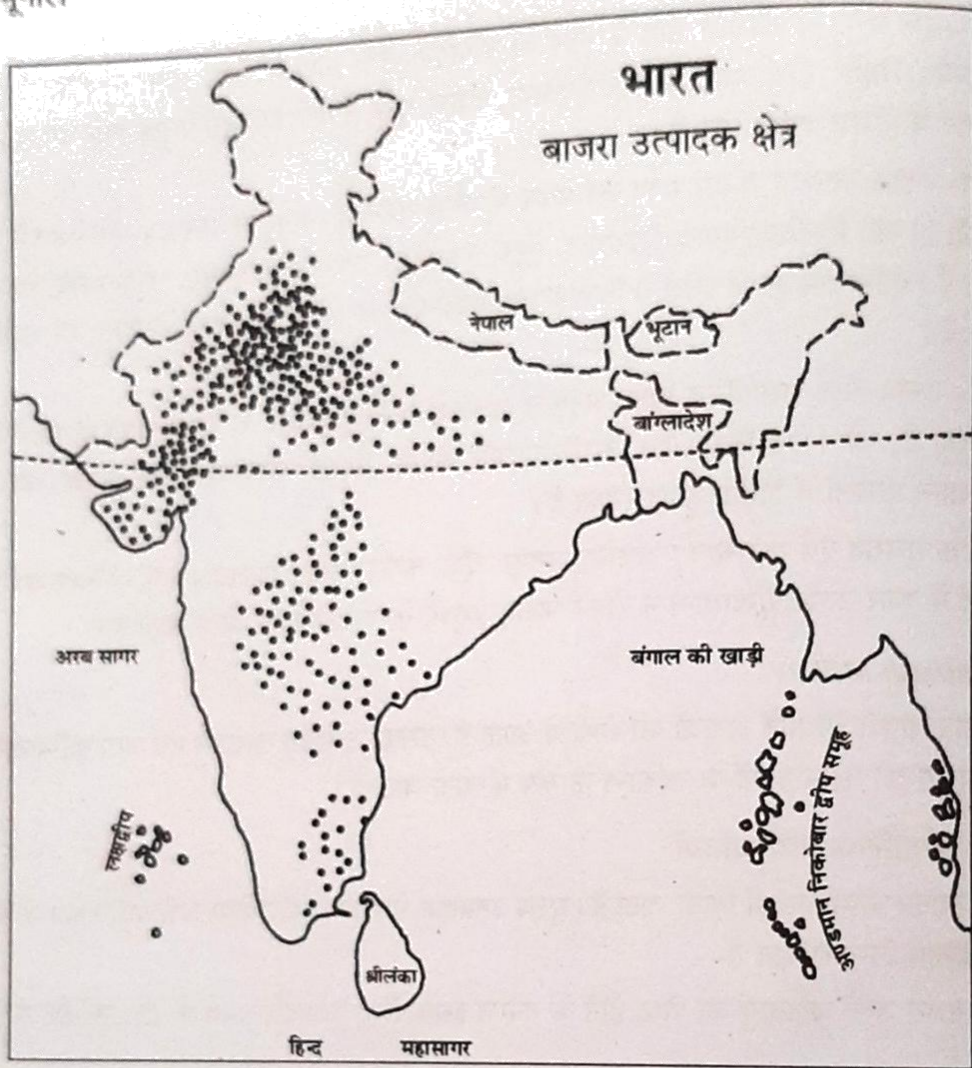 भारत
बाजरा उत्पादक क्षेत्र
नेपाल
भूटान
बांग्लादेश
अरब सागर
बंगाल की खाड़ी
लक्षद्वीप
अण्डमान निकोबार द्वीप समूह
श्रीलंका
हिन्द महासागर